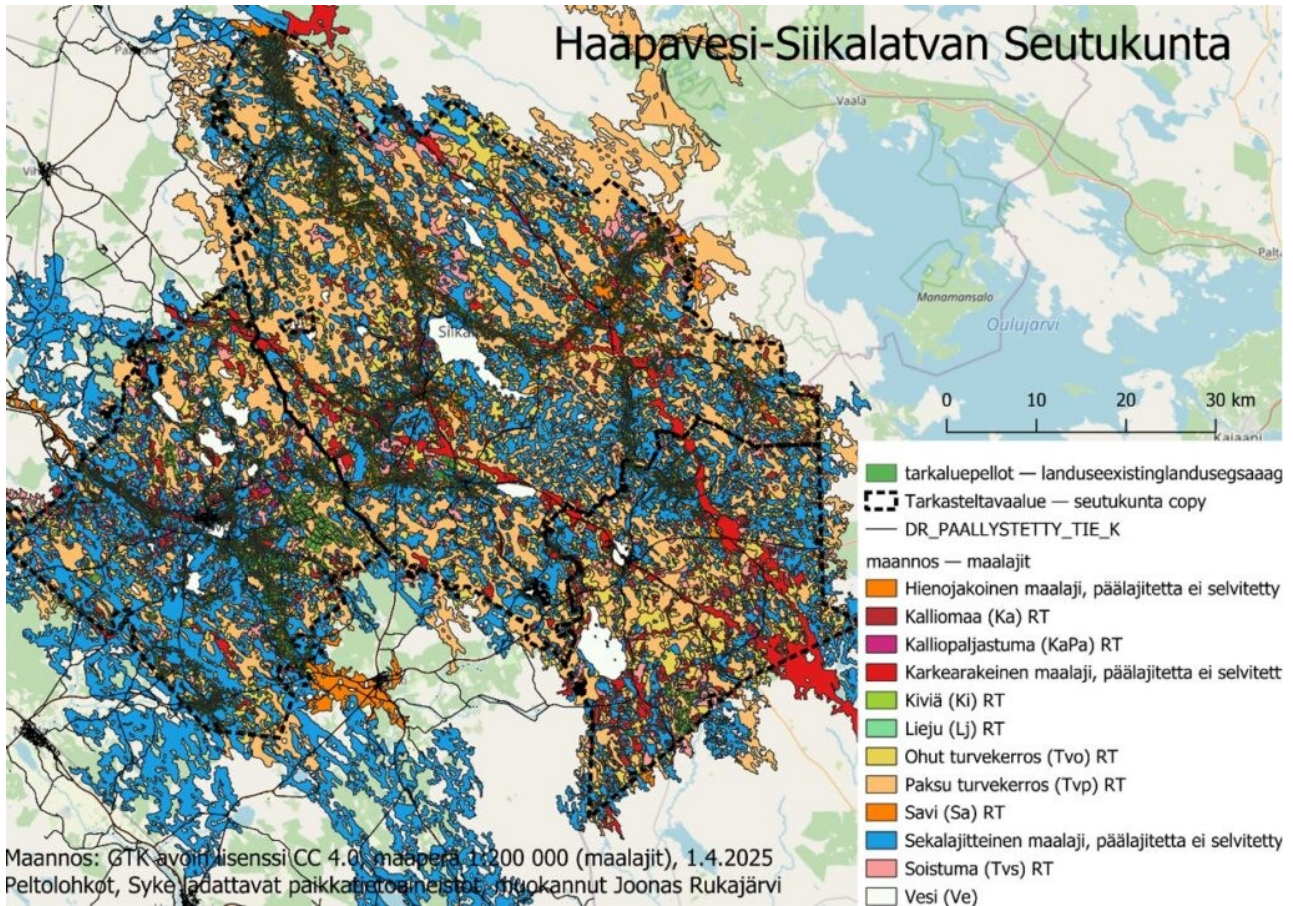 Haapavesi-Siikalatvan Seutukunta
Vaala
Manamansalo
Oulujärvi
0 10 20 30 km
tarkaluepellot — landuseexistinglandusegsaaag
Tarkasteltavaalue — seutukunta copy
DR_PAALLYSTETTY_TIE_K
maannos — maalajit
Hienojakoinen maalaji, päälajitetta ei selvitetty
Kalliomaa (Ka) RT
Kalliopaljastuma (KaPa) RT
Karkearakeinen maalaji, päälajitetta ei selvitett
Kiviä (Ki) RT
Lieju (Lj) RT
Ohut turvekerros (Tvo) RT
Paksu turvekerros (Tvp) RT
Savi (Sa) RT
Sekalajitteinen maalaji, päälajitetta ei selvitetty
Soistuma (Tvs) RT
Vesi (Ve)
Maannos: GTK avoin lisenssi CC 4.0, maaperä 1:200 000 (maalajit), 1.4.2025
Peltolohkot, Syke ladattavat paikkatietoaineistot, muokannut Joonas Rukajärvi